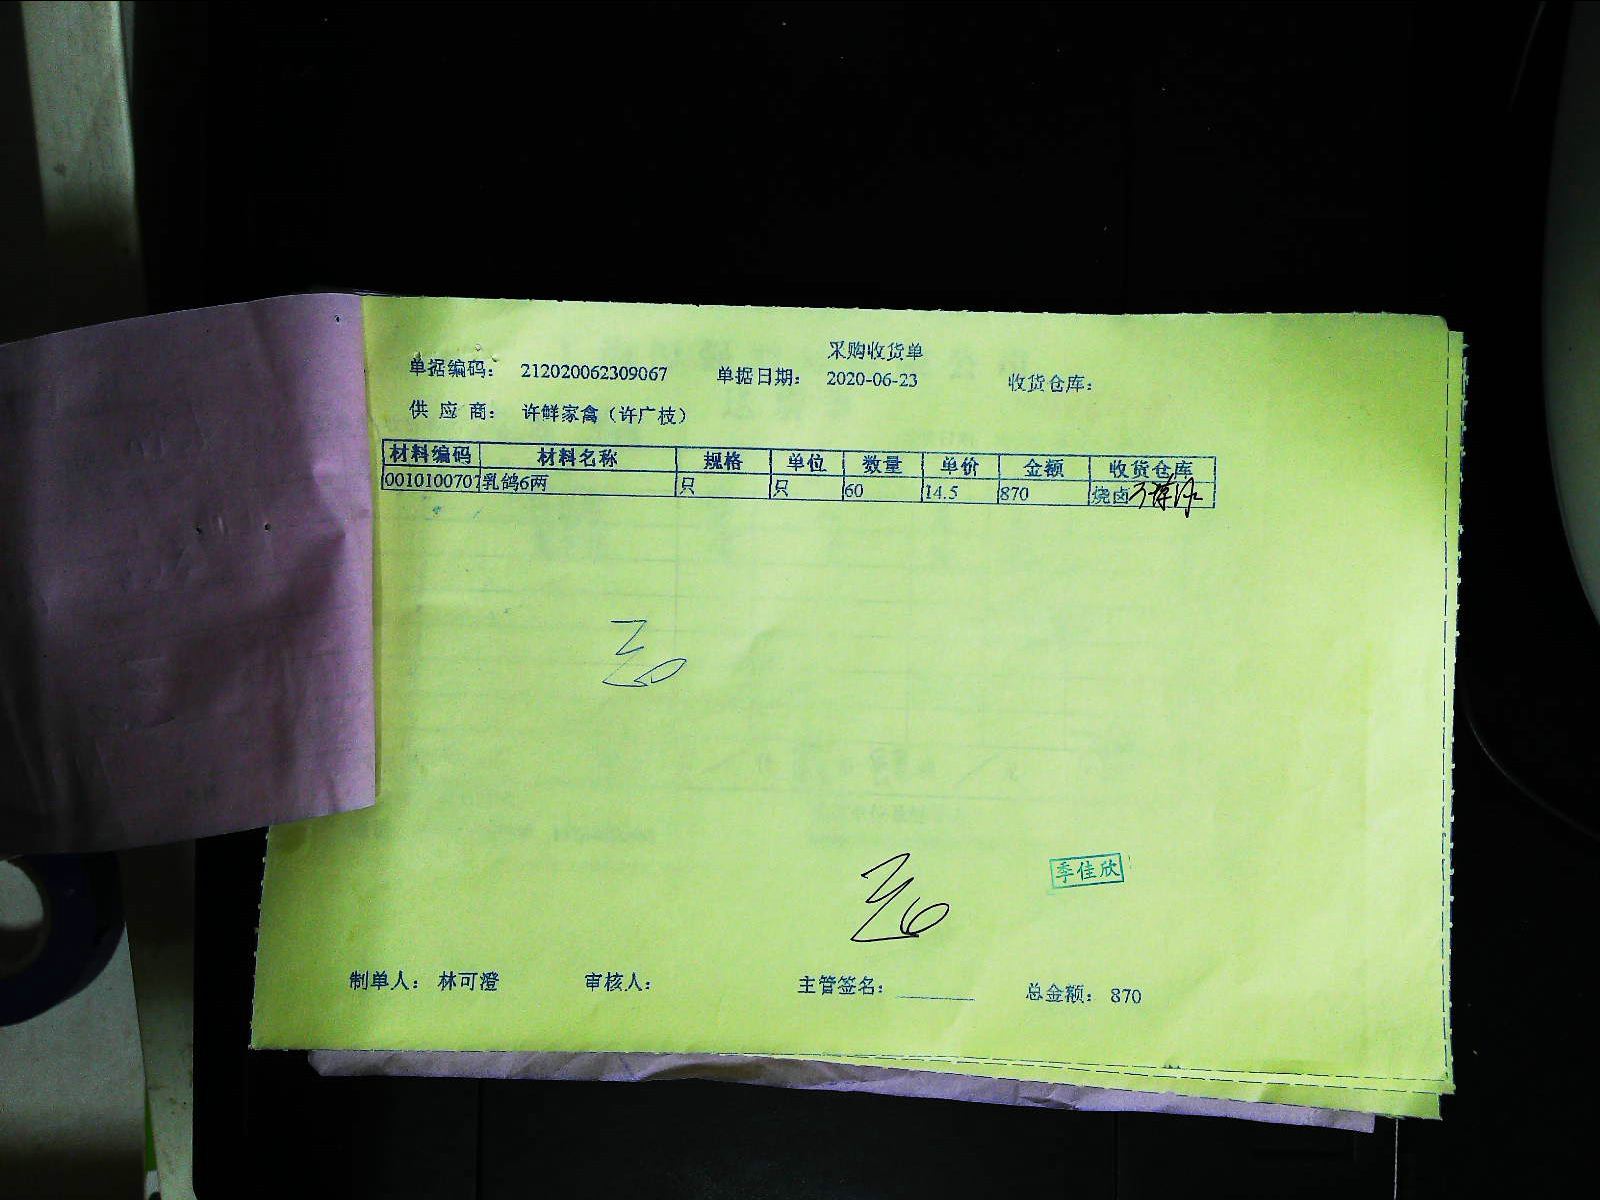 采购收货单
单据编码： 212020062309067 单据日期： 2020-06-23 收货仓库：
供 应 商： 许鲜家禽（许广枝）
材料编码 材料名称 规格 单位 数量 单价 金额 收货仓库
0010100707 乳鸽6两 只 只 60 14.5 870 烧卤
季佳欣
制单人： 林可澄 审核人： 主管签名： 总金额： 870